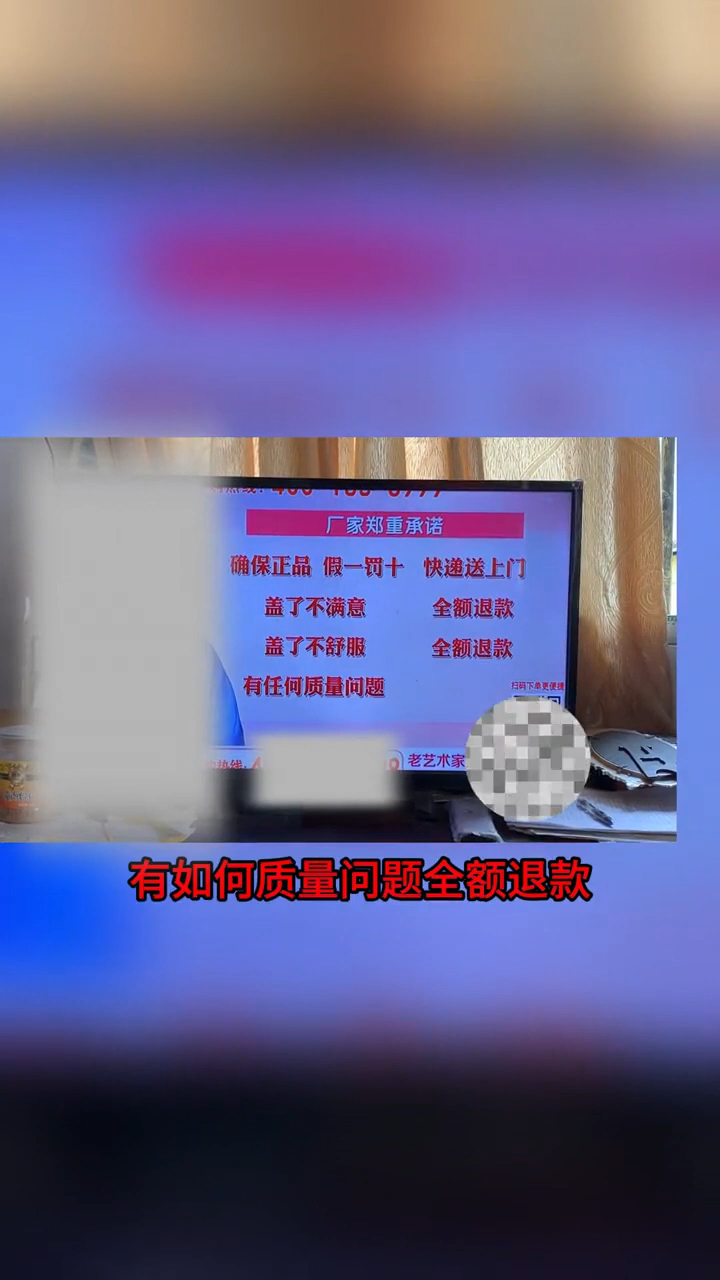 厂家郑重承诺
确保正品 假一罚十 快递送上门
盖了不满意 全额退款
盖了不舒服 全额退款
有任何质量问题
扫码下单更便捷
热线:
老艺术家
有如何质量问题全额退款